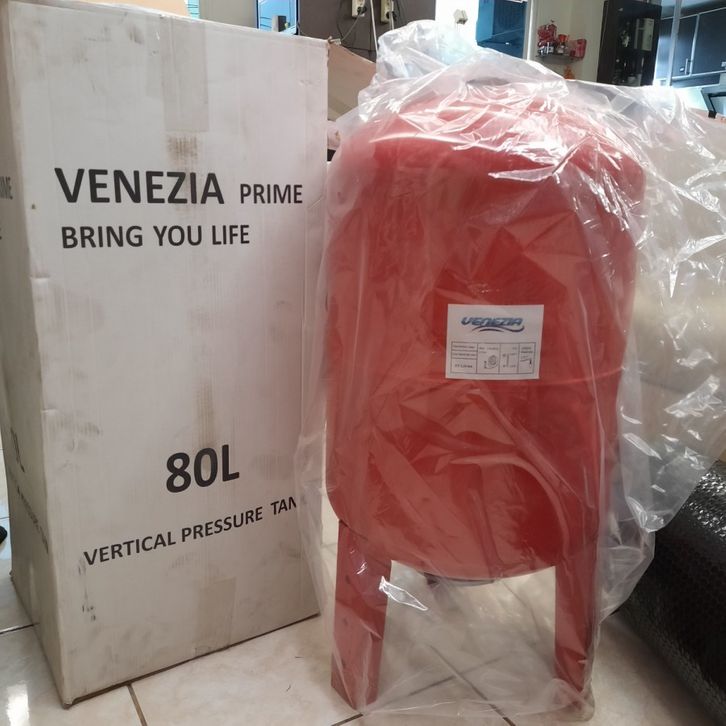 VENEZIA PRIME
BRING YOU LIFE
80L
VERTICAL PRESSURE TAN
VENEZIA